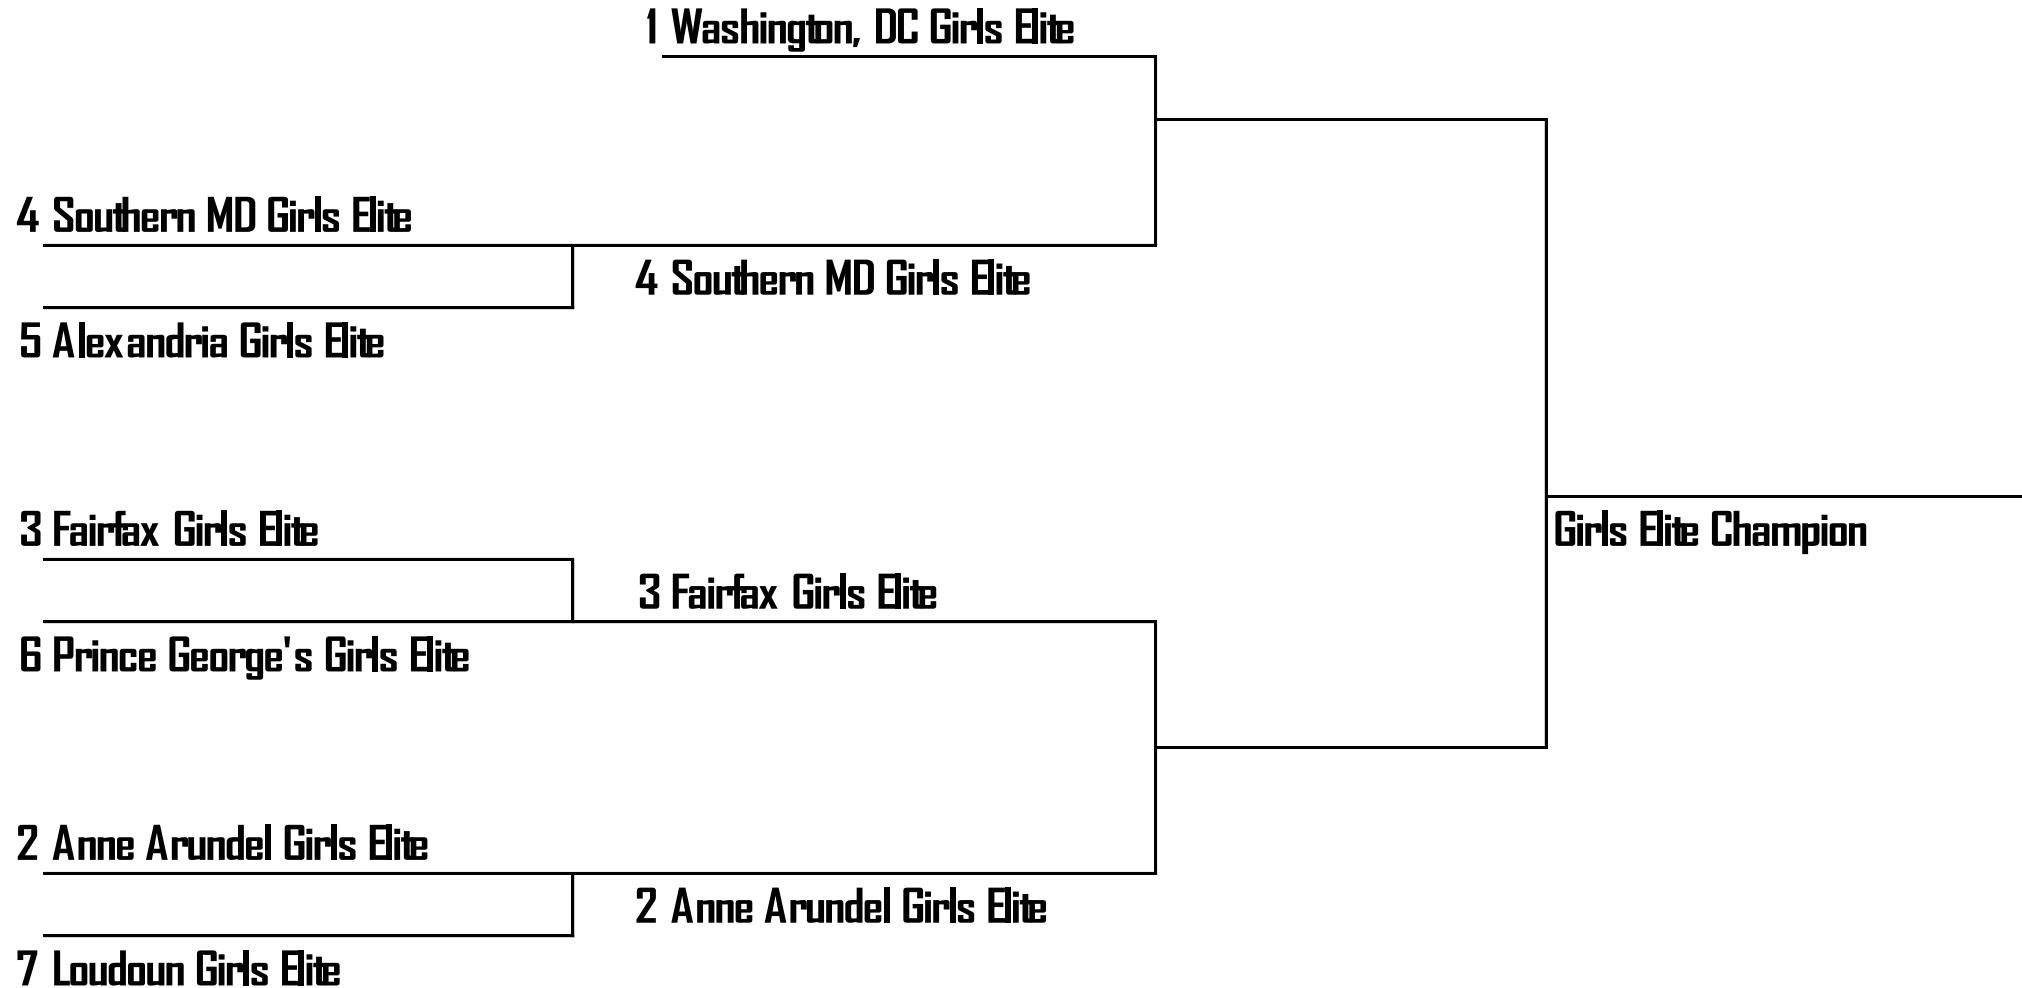 1 Washington, DC Girls Elite
4 Southern MD Girls Elite
4 Southern MD Girls Elite
5 Alexandria Girls Elite
3 Fairfax Girls Elite
Girls Elite Champion
3 Fairfax Girls Elite
6 Prince George's Girls Elite
2 Anne Arundel Girls Elite
2 Anne Arundel Girls Elite
7 Loudoun Girls Elite